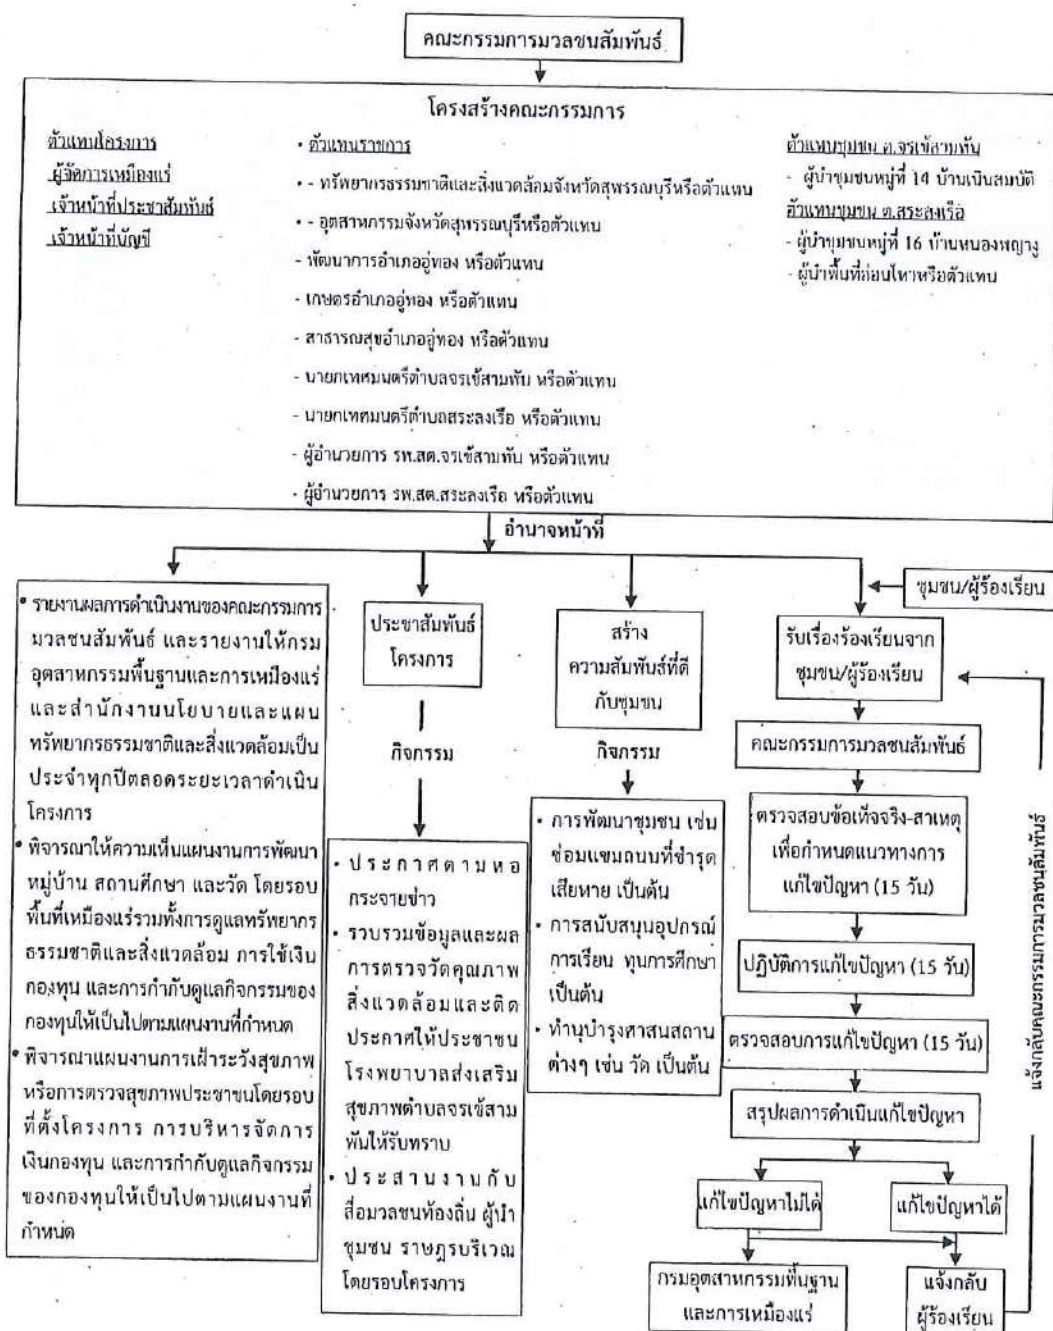 คณะกรรมการมวลชนสัมพันธ์
โครงสร้างคณะกรรมการ
ตัวแทนโครงการ
ผู้จัดการเหมืองแร่
เจ้าหน้าที่ประชาสัมพันธ์
เจ้าหน้าที่บัญชี
• ตัวแทนราชการ
• - ทรัพยากรธรรมชาติและสิ่งแวดล้อมจังหวัดสุพรรณบุรีหรือตัวแทน
• - อุตสาหกรรมจังหวัดสุพรรณบุรีหรือตัวแทน
- พัฒนาการอำเภออู่ทอง หรือตัวแทน
- เกษตรอำเภออู่ทอง หรือตัวแทน
- สาธารณสุขอำเภออู่ทอง หรือตัวแทน
- นายกเทศมนตรีตำบลจรเข้สามพัน หรือตัวแทน
- นายกเทศมนตรีตำบลสระลงเรือ หรือตัวแทน
- ผู้อำนวยการ รพ.สต.จรเข้สามพัน หรือตัวแทน
- ผู้อำนวยการ รพ.สต.สระลงเรือ หรือตัวแทน
ตัวแทนชุมชน ต.จรเข้สามพัน
- ผู้นำชุมชนหมู่ที่ 14 บ้านเนินสมบัติ
ตัวแทนชุมชน ต.สระลงเรือ
- ผู้นำชุมชนหมู่ที่ 16 บ้านหนองพญางู
- ผู้นำพื้นที่อ่อนไหวหรือตัวแทน
อำนาจหน้าที่
• รายงานผลการดำเนินงานของคณะกรรมการ
มวลชนสัมพันธ์ และรายงานให้กรม
อุตสาหกรรมพื้นฐานและการเหมืองแร่
และสำนักงานนโยบายและแผน
ทรัพยากรธรรมชาติและสิ่งแวดล้อมเป็น
ประจำทุกปีตลอดระยะเวลาดำเนิน
โครงการ
• พิจารณาให้ความเห็นแผนงานการพัฒนา
หมู่บ้าน สถานศึกษา และวัด โดยรอบ
พื้นที่เหมืองแร่รวมทั้งการดูแลทรัพยากร
ธรรมชาติและสิ่งแวดล้อม การใช้เงิน
กองทุน และการกำกับดูแลกิจกรรมของ
กองทุนให้เป็นไปตามแผนงานที่กำหนด
• พิจารณาแผนงานการเฝ้าระวังสุขภาพ
หรือการตรวจสุขภาพประชาชนโดยรอบ
ที่ตั้งโครงการ การบริหารจัดการ
เงินกองทุน และการกำกับดูแลกิจกรรม
ของกองทุนให้เป็นไปตามแผนงานที่
กำหนด
ประชาสัมพันธ์
โครงการ
กิจกรรม
• ประกาศตามหอ
กระจายข่าว
• รวบรวมข้อมูลและผล
การตรวจวัดคุณภาพ
สิ่งแวดล้อมและติด
ประกาศให้ประชาชน
โรงพยาบาลส่งเสริม
สุขภาพตำบลจรเข้สาม
พันให้รับทราบ
• ประสานงานกับ
สื่อมวลชนท้องถิ่น ผู้นำ
ชุมชน ราษฎรบริเวณ
โดยรอบโครงการ
สร้าง
ความสัมพันธ์ที่ดี
กับชุมชน
กิจกรรม
• การพัฒนาชุมชน เช่น
ซ่อมแซมถนนที่ชำรุด
เสียหาย เป็นต้น
• การสนับสนุนอุปกรณ์
การเรียน ทุนการศึกษา
เป็นต้น
• ทำนุบำรุงศาสนสถาน
ต่างๆ เช่น วัด เป็นต้น
ชุมชน/ผู้ร้องเรียน
รับเรื่องร้องเรียนจาก
ชุมชน/ผู้ร้องเรียน
คณะกรรมการมวลชนสัมพันธ์
ตรวจสอบข้อเท็จจริง-สาเหตุ
เพื่อกำหนดแนวทางการ
แก้ไขปัญหา (15 วัน)
ปฏิบัติการแก้ไขปัญหา (15 วัน)
ตรวจสอบการแก้ไขปัญหา (15 วัน)
สรุปผลการดำเนินแก้ไขปัญหา
แก้ไขปัญหาไม่ได้
แก้ไขปัญหาได้
กรมอุตสาหกรรมพื้นฐาน
และการเหมืองแร่
แจ้งกลับ
ผู้ร้องเรียน
แจ้งกลับคณะกรรมการมวลชนสัมพันธ์